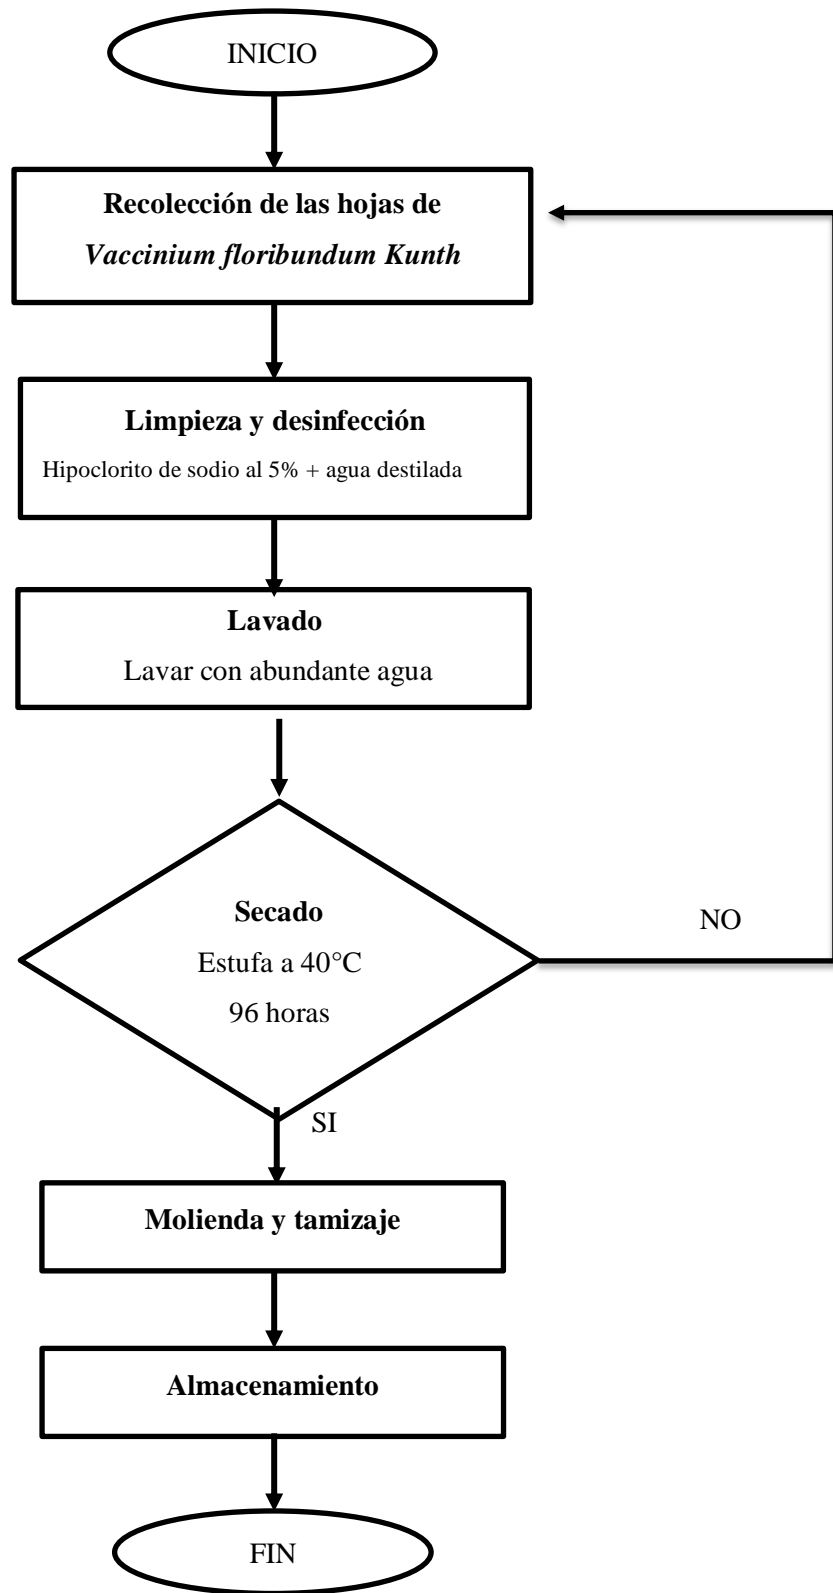 INICIO
Recolección de las hojas de
Vaccinium floribundum Kunth
Limpieza y desinfección
Hipoclorito de sodio al 5% + agua destilada
Lavado
Lavar con abundante agua
Secado
Estufa a 40°C
96 horas
NO
SI
Molienda y tamizaje
Almacenamiento
FIN